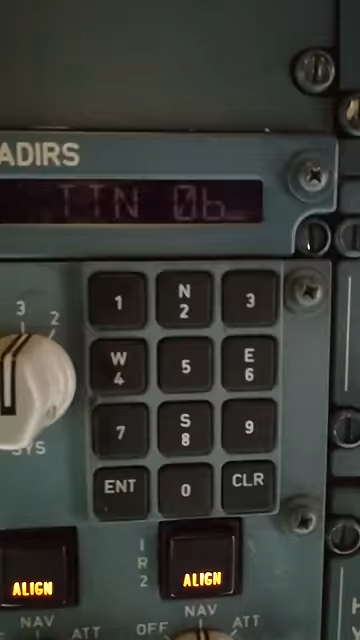 ADIRS
TTN 06
3 2
SYS
1
N
2
3
W
4
5
E
6
7
S
8
9
ENT
0
CLR
ALIGN
I
R
2
ALIGN
NAV
ATT
OFF
NAV
ATT